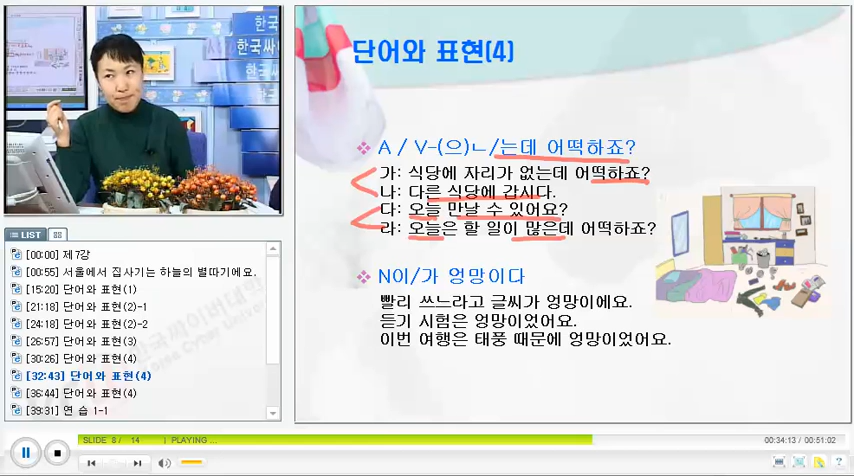 단어와 표현(4)
❖ A / V-(으)ㄴ/는데 어떡하죠?
가: 식당에 자리가 없는데 어떡하죠?
나: 다른 식당에 갑시다.
다: 오늘 만날 수 있어요?
라: 오늘은 할 일이 많은데 어떡하죠?
❖ N이/가 엉망이다
빨리 쓰느라고 글씨가 엉망이에요.
듣기 시험은 엉망이었어요.
이번 여행은 태풍 때문에 엉망이었어요.
LIST
[00:00] 제7강
[00:55] 서울에서 집사기는 하늘의 별따기에요.
[15:20] 단어와 표현(1)
[21:18] 단어와 표현(2)-1
[24:18] 단어와 표현(2)-2
[26:57] 단어와 표현(3)
[30:26] 단어와 표현(4)
[32:43] 단어와 표현(4)
[36:44] 단어와 표현(4)
[39:31] 연 습 1-1
SLIDE 8 / 14 | PLAYING ...
00:34:13 / 00:51:02